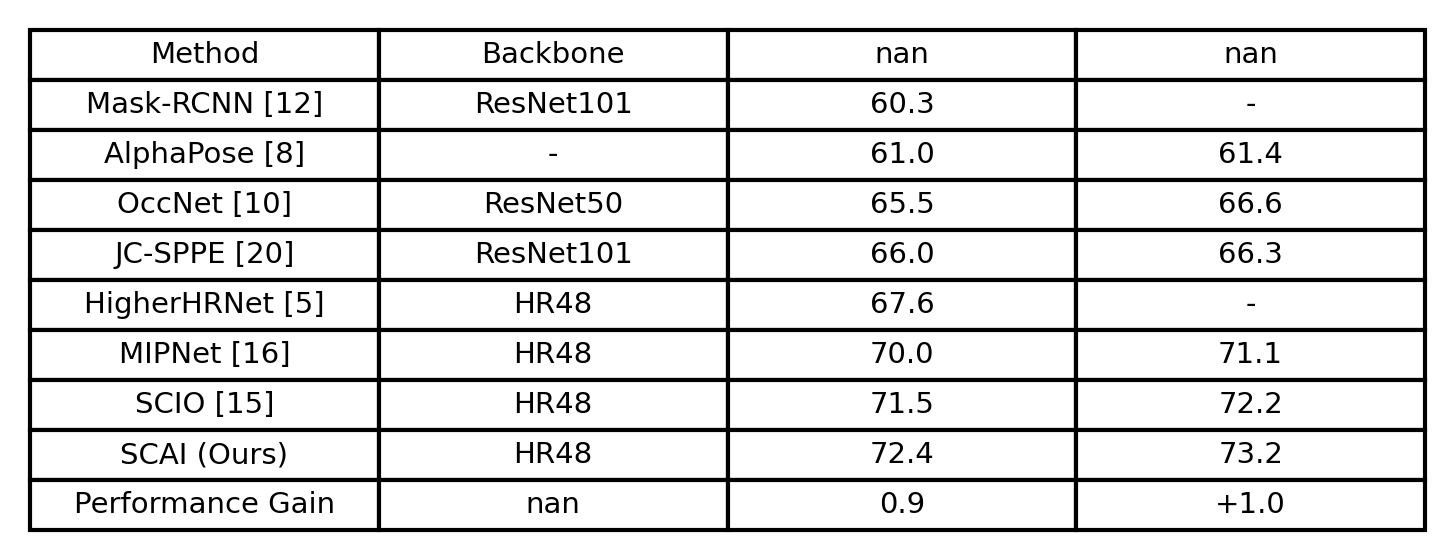 Method Backbone nan nan
Mask-RCNN [12] ResNet101 60.3 -
AlphaPose [8] - 61.0 61.4
OccNet [10] ResNet50 65.5 66.6
JC-SPPE [20] ResNet101 66.0 66.3
HigherHRNet [5] HR48 67.6 -
MIPNet [16] HR48 70.0 71.1
SCIO [15] HR48 71.5 72.2
SCAI (Ours) HR48 72.4 73.2
Performance Gain nan 0.9 +1.0